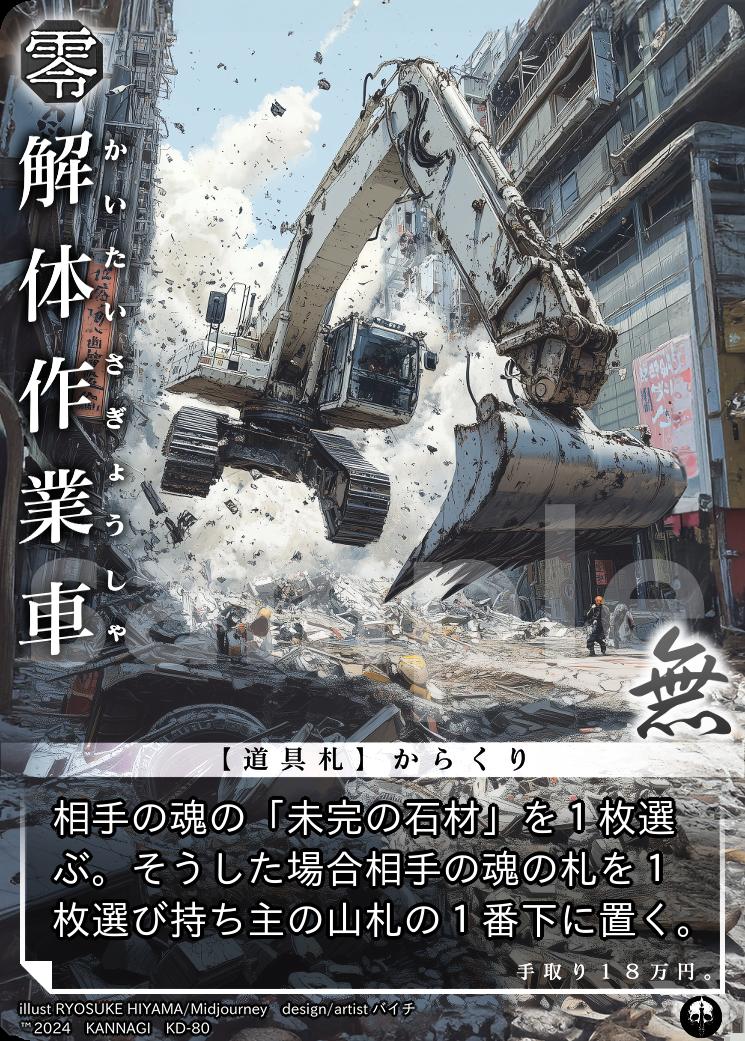 零
解体作業車
かいたいさぎょうしゃ
sample
無
【道具札】からくり
相手の魂の「未完の石材」を１枚選
ぶ。そうした場合相手の魂の札を１
枚選び持ち主の山札の１番下に置く。
手取り１８万円。
illust RYOSUKE HIYAMA/Midjourney　design/artist バイチ
™2024　KANNAGI　KD-80